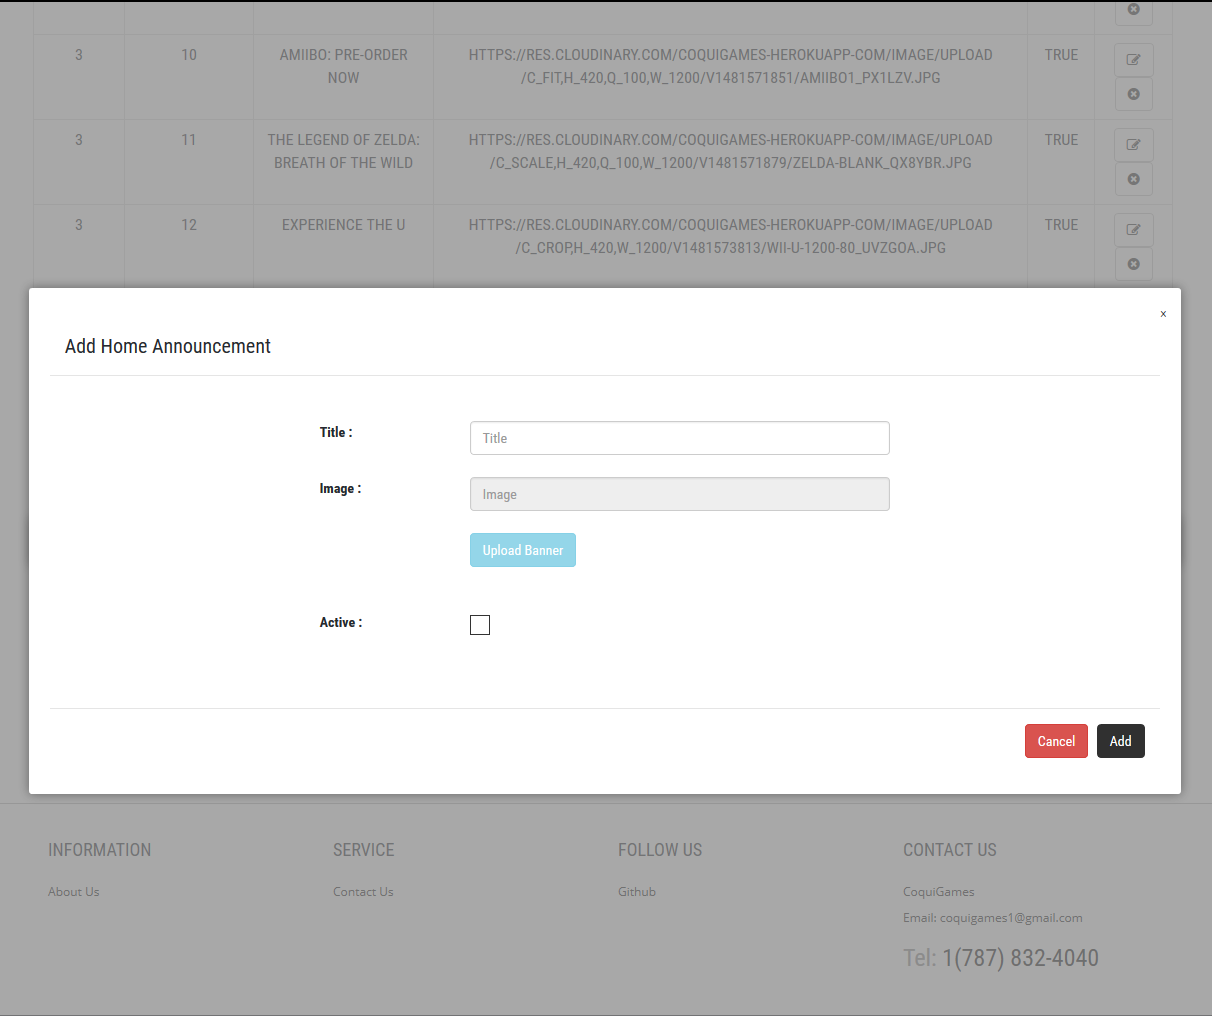 3 10 AMIIBO: PRE-ORDER HTTPS://RES.CLOUDINARY.COM/COQUIGAMES-HEROKUAPP-COM/IMAGE/UPLOAD TRUE
NOW /C_FIT,H_420,Q_100,W_1200/V1481571851/AMIIBO1_PX1LZV.JPG
3 11 THE LEGEND OF ZELDA: HTTPS://RES.CLOUDINARY.COM/COQUIGAMES-HEROKUAPP-COM/IMAGE/UPLOAD TRUE
BREATH OF THE WILD /C_SCALE,H_420,Q_100,W_1200/V1481571879/ZELDA-BLANK_QX8YBR.JPG
3 12 EXPERIENCE THE U HTTPS://RES.CLOUDINARY.COM/COQUIGAMES-HEROKUAPP-COM/IMAGE/UPLOAD TRUE
/C_CROP,H_420,W_1200/V1481573813/WII-U-1200-80_UVZGOA.JPG
x
Add Home Announcement
Title : Title
Image : Image
Upload Banner
Active :
Cancel Add
INFORMATION SERVICE FOLLOW US CONTACT US
About Us Contact Us Github CoquiGames
Email: coquigames1@gmail.com
Tel: 1(787) 832-4040